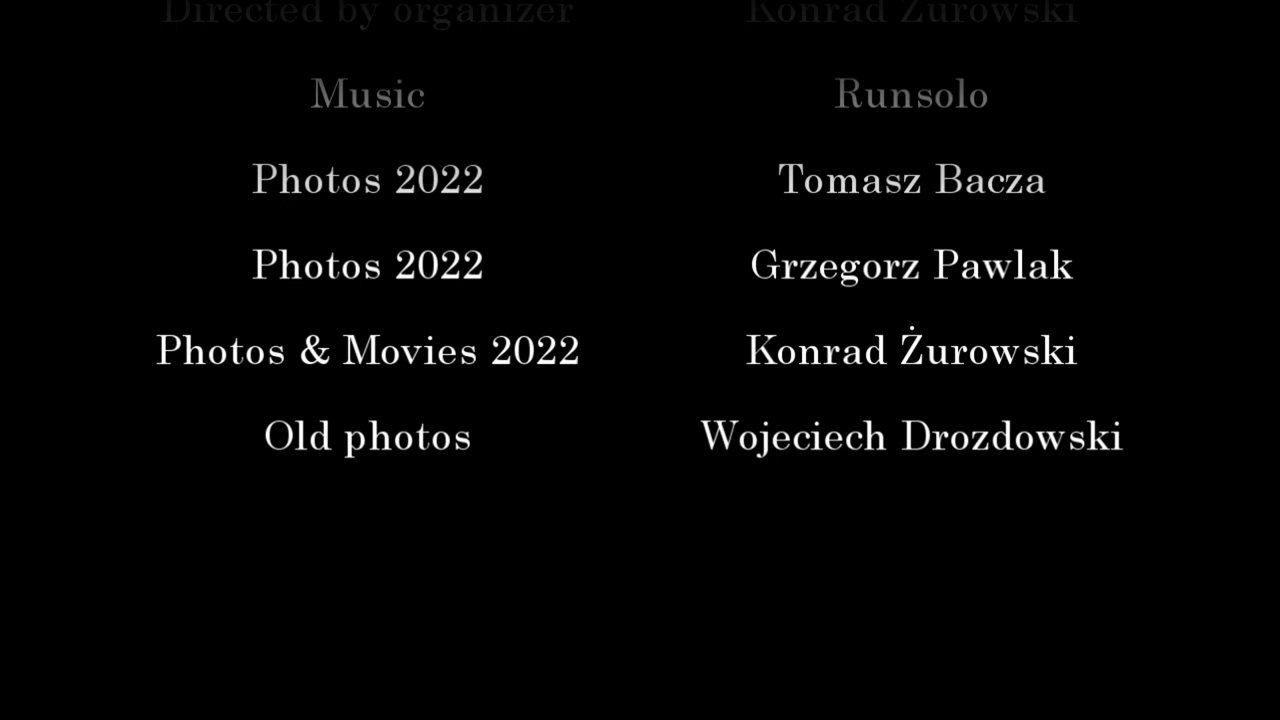 Directed by organizer Konrad Żurowski
Music Runsolo
Photos 2022 Tomasz Bacza
Photos 2022 Grzegorz Pawlak
Photos & Movies 2022 Konrad Żurowski
Old photos Wojeciech Drozdowski